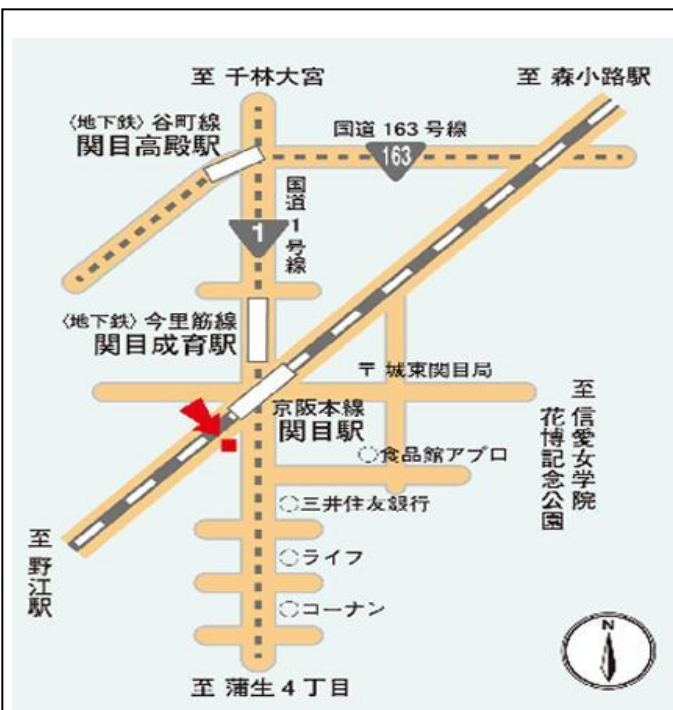 至 千林大宮
至 森小路駅
〈地下鉄〉谷町線
関目高殿駅
国道 163 号線
163
国道1号線
1
〈地下鉄〉今里筋線
関目成育駅
〒 城東関目局
京阪本線
関目駅
至 信愛女学院
花博記念公園
食品館アプロ
三井住友銀行
至 野江駅
ライフ
コーナン
N
至 蒲生4丁目